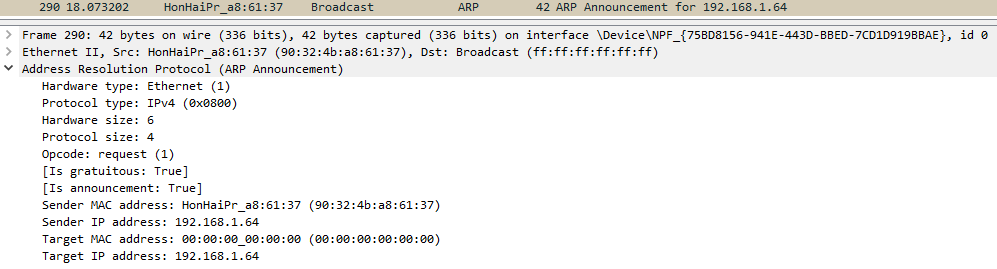 290 18.073202 HonHaiPr_a8:61:37 Broadcast ARP 42 ARP Announcement for 192.168.1.64
Frame 290: 42 bytes on wire (336 bits), 42 bytes captured (336 bits) on interface \Device\NPF_{75BD8156-941E-443D-BBED-7CD1D919BBAE}, id 0
Ethernet II, Src: HonHaiPr_a8:61:37 (90:32:4b:a8:61:37), Dst: Broadcast (ff:ff:ff:ff:ff:ff)
Address Resolution Protocol (ARP Announcement)
Hardware type: Ethernet (1)
Protocol type: IPv4 (0x0800)
Hardware size: 6
Protocol size: 4
Opcode: request (1)
[Is gratuitous: True]
[Is announcement: True]
Sender MAC address: HonHaiPr_a8:61:37 (90:32:4b:a8:61:37)
Sender IP address: 192.168.1.64
Target MAC address: 00:00:00_00:00:00 (00:00:00:00:00:00)
Target IP address: 192.168.1.64